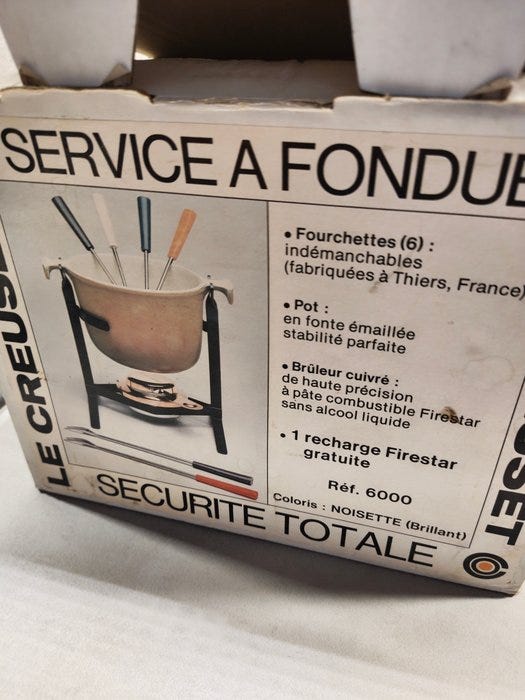 SERVICE A FONDUE
LE CREUSET
• Fourchettes (6) :
indémanchables
(fabriquées à Thiers, France)
• Pot :
en fonte émaillée
stabilité parfaite
• Brûleur cuivré :
de haute précision
à pâte combustible Firestar
sans alcool liquide
• 1 recharge Firestar
gratuite
Réf. 6000
Coloris : NOISETTE (Brillant)
SECURITE TOTALE
USET